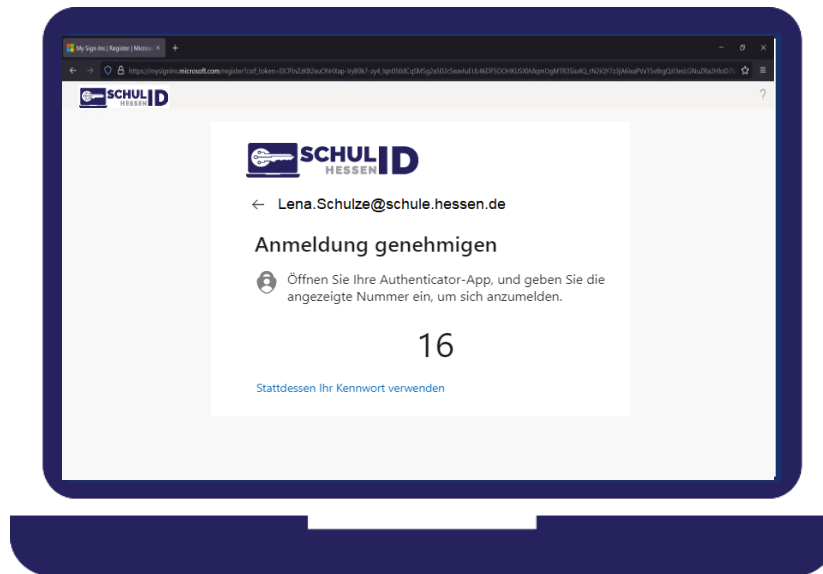 My Sign-Ins | Register | Micros
SCHUL ID
HESSEN
?
SCHUL ID
HESSEN
← Lena.Schulze@schule.hessen.de
Anmeldung genehmigen
Öffnen Sie Ihre Authenticator-App, und geben Sie die
angezeigte Nummer ein, um sich anzumelden.
16
Stattdessen Ihr Kennwort verwenden